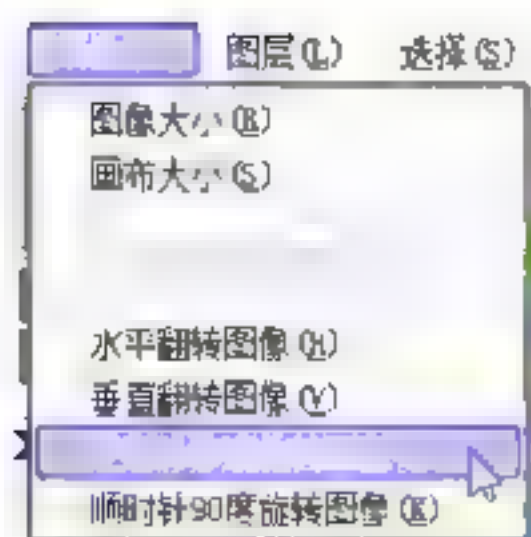 图层(L) 选择(S)
图像大小(R)
画布大小(S)
水平翻转图像(H)
垂直翻转图像(V)
顺时针90度旋转图像(E)